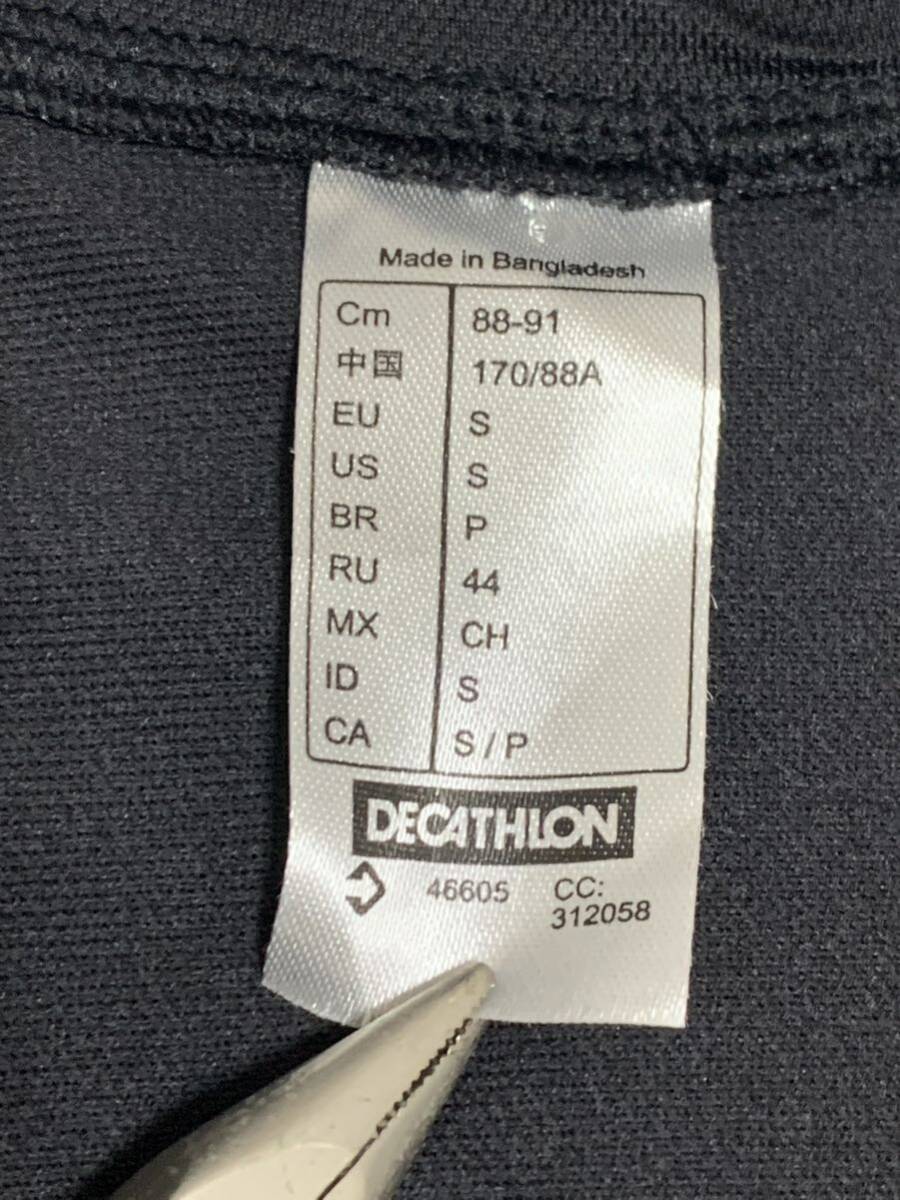 Made in Bangladesh
Cm 88-91
中国 170/88A
EU S
US S
BR P
RU 44
MX CH
ID S
CA S / P
DECATHLON
46605 CC:
312058